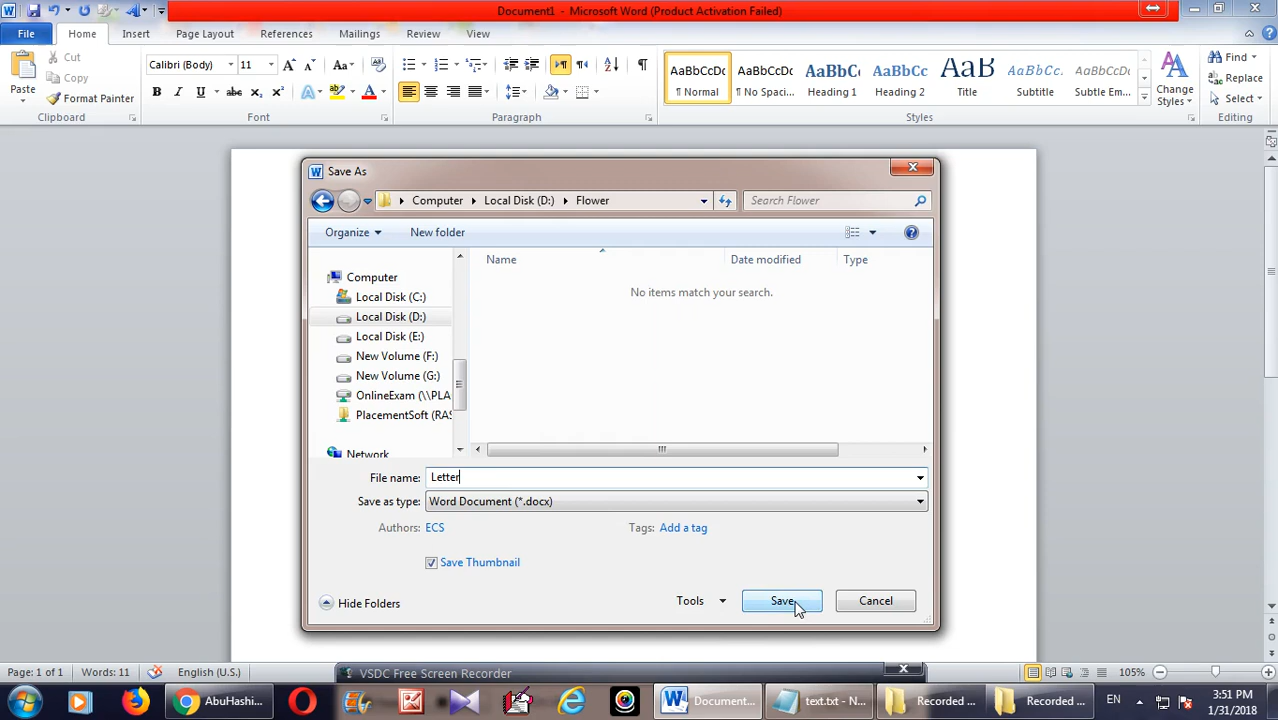 Document1 - Microsoft Word (Product Activation Failed)
File Home Insert Page Layout References Mailings Review View
Paste
Cut
Copy
Format Painter
Clipboard
Calibri (Body) 11
Font
Paragraph
AaBbCcDc AaBbCcDc AaBbCc AaBbCc AaB AaBbCc. AaBbCcDc
¶ Normal ¶ No Spaci... Heading 1 Heading 2 Title Subtitle Subtle Em...
Change Styles
Styles
Find
Replace
Select
Editing
Save As
Computer Local Disk (D:) Flower
Search Flower
Organize New folder
Name Date modified Type
No items match your search.
Computer
Local Disk (C:)
Local Disk (D:)
Local Disk (E:)
New Volume (F:)
New Volume (G:)
OnlineExam (\\PLA
PlacementSoft (RAS
Network
File name: Letter
Save as type: Word Document (*.docx)
Authors: ECS Tags: Add a tag
Save Thumbnail
Hide Folders Tools Save Cancel
Page: 1 of 1 Words: 11 English (U.S.) 105%
VSDC Free Screen Recorder
AbuHashi... Document... text.txt - N... Recorded ... Recorded ... EN
3:51 PM
1/31/2018